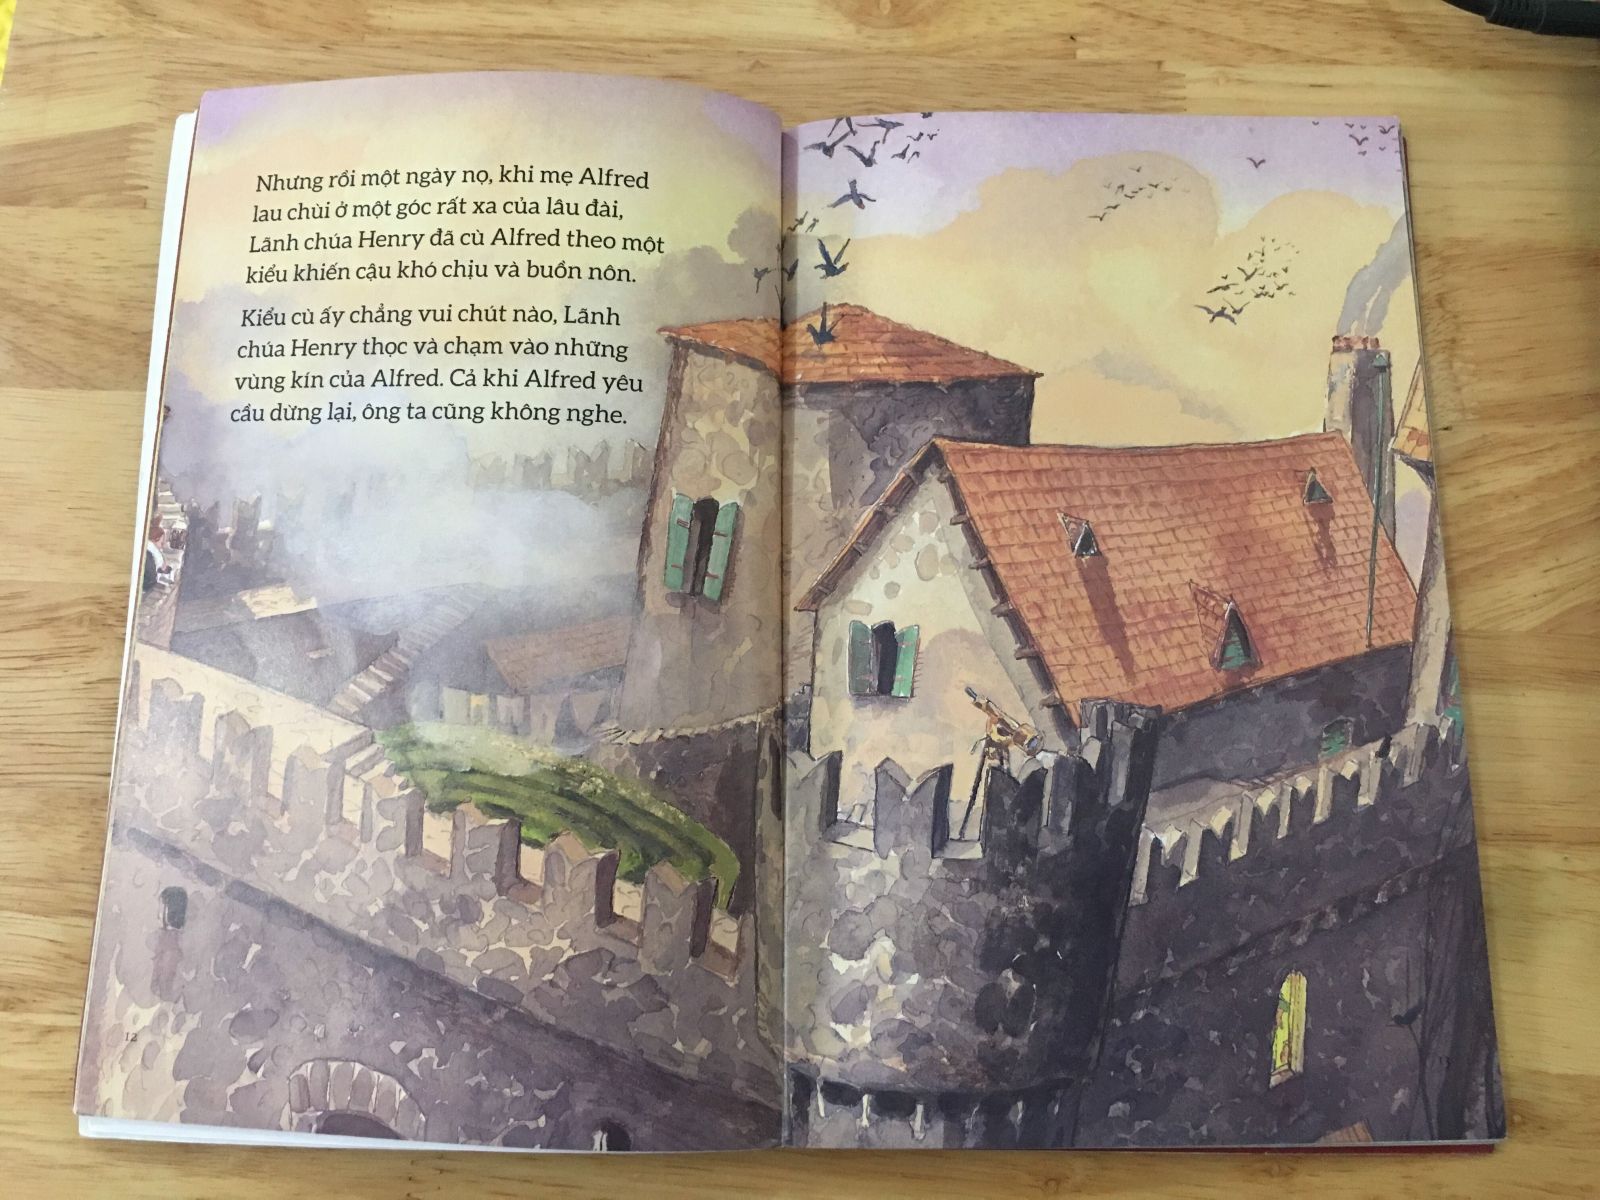 Nhưng rồi một ngày nọ, khi mẹ Alfred
lau chùi ở một góc rất xa của lâu đài,
Lãnh chúa Henry đã cù Alfred theo một
kiểu khiến cậu khó chịu và buồn nôn.
Kiểu cù ấy chẳng vui chút nào, Lãnh
chúa Henry thọc và chạm vào những
vùng kín của Alfred. Cả khi Alfred yêu
cầu dừng lại, ông ta cũng không nghe.
12
13